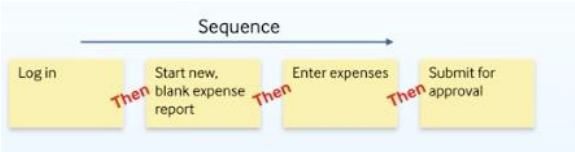 Sequence
Log in
Then
Start new,
blank expense
report
Then
Enter expenses
Then
Submit for
approval